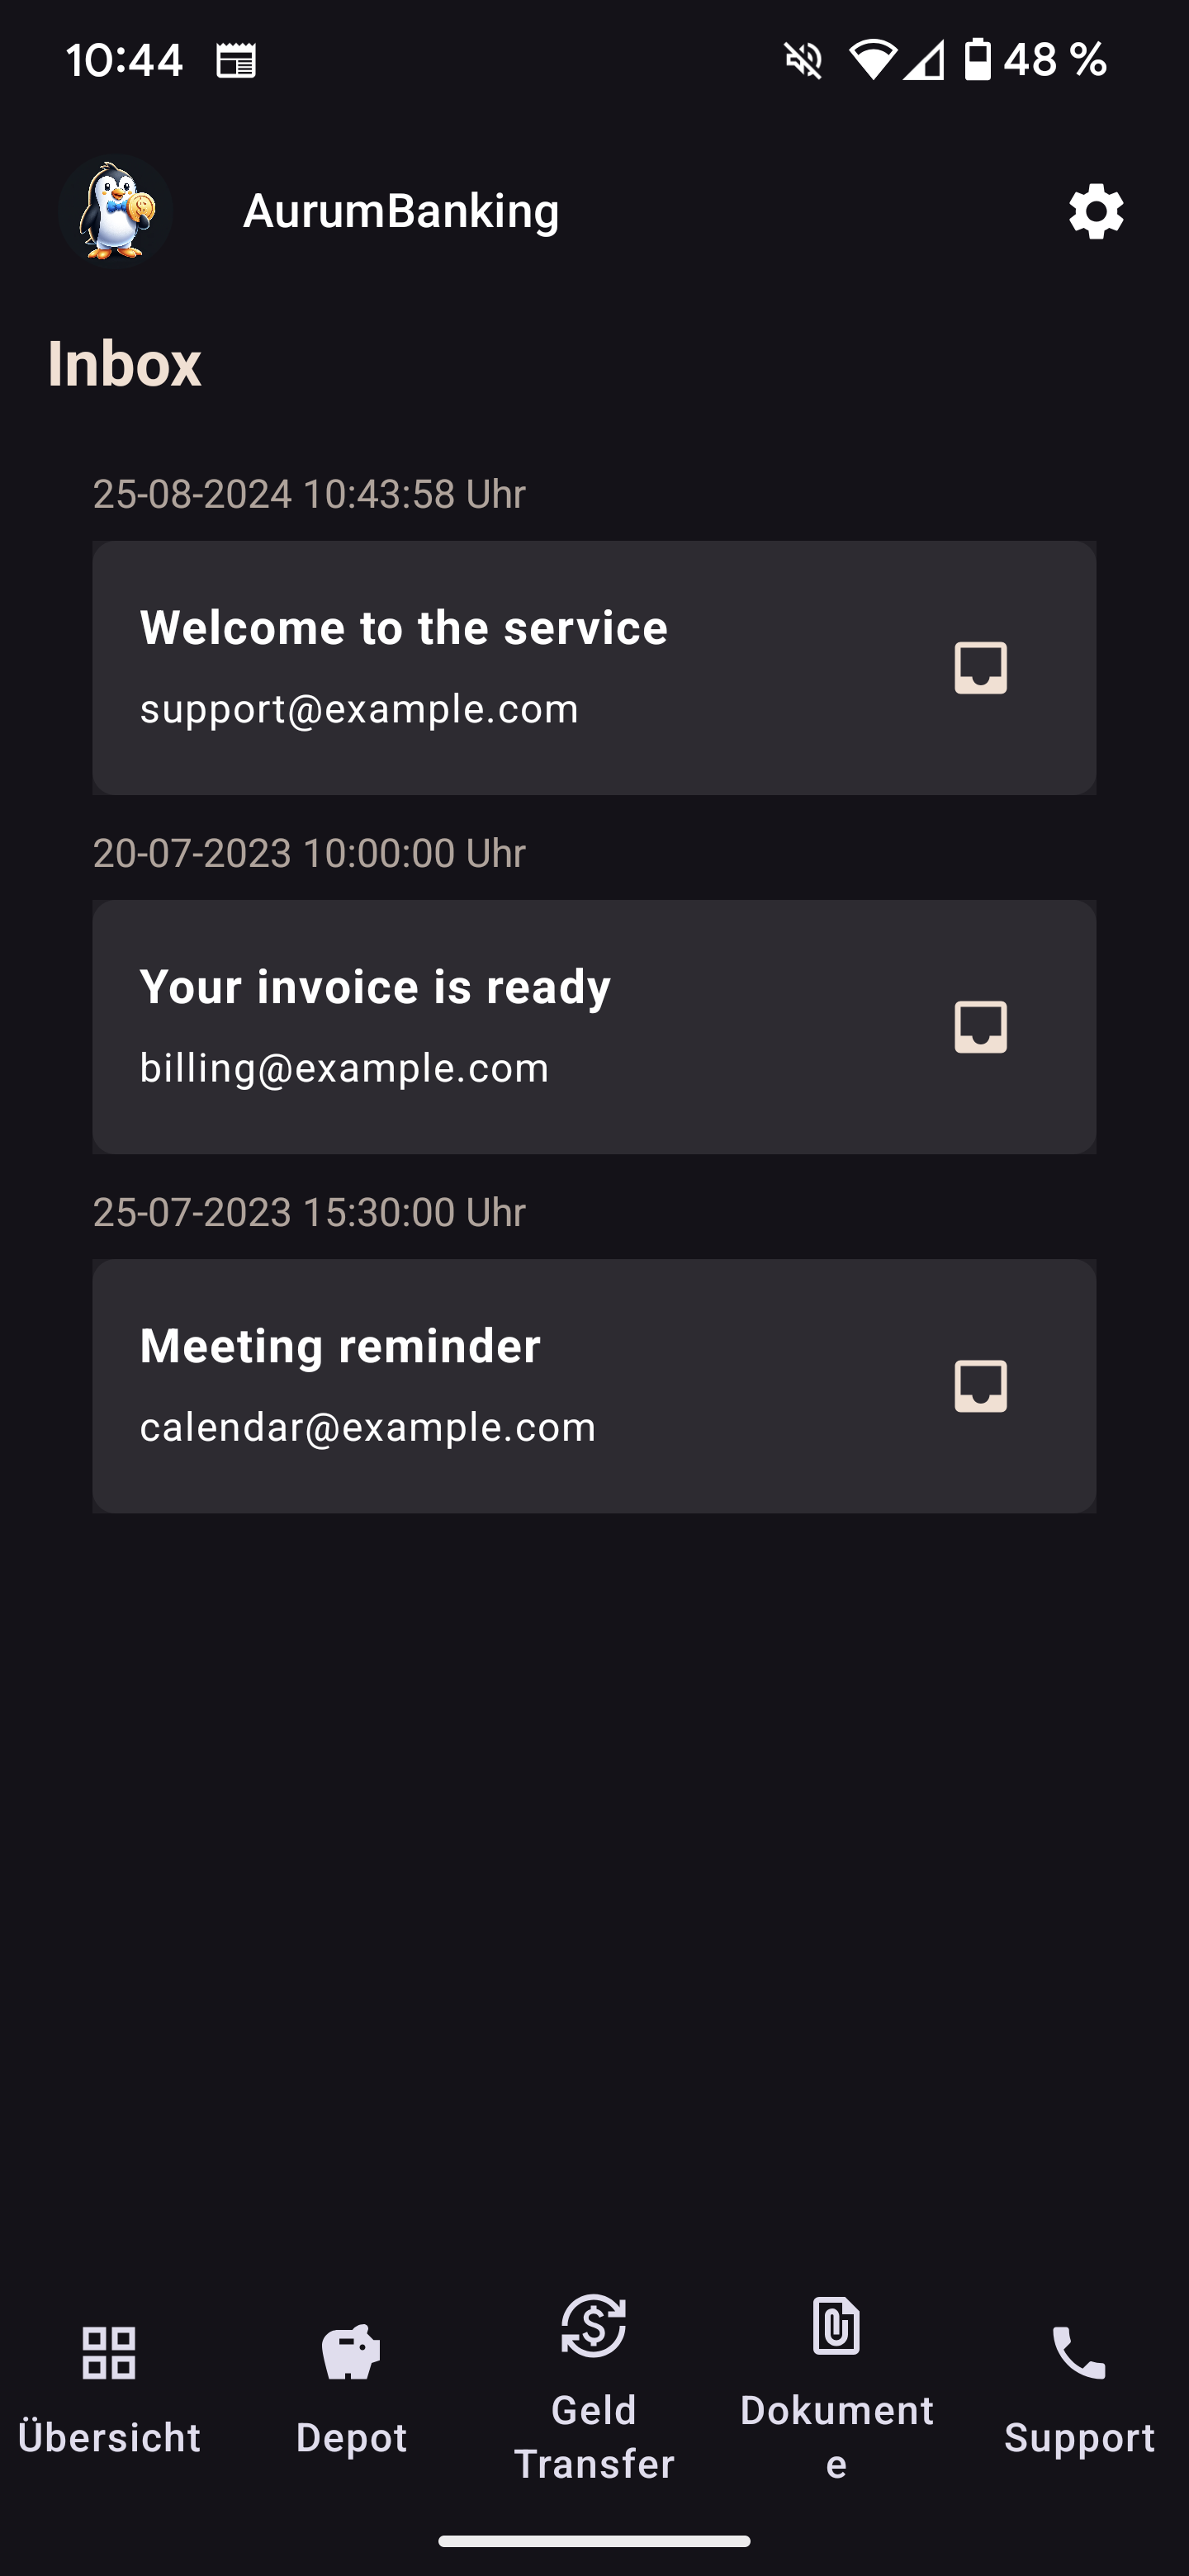 10:44 48 %
AurumBanking
Inbox
25-08-2024 10:43:58 Uhr
Welcome to the service
support@example.com
20-07-2023 10:00:00 Uhr
Your invoice is ready
billing@example.com
25-07-2023 15:30:00 Uhr
Meeting reminder
calendar@example.com
Übersicht
Depot
Geld
Transfer
Dokument
e
Support